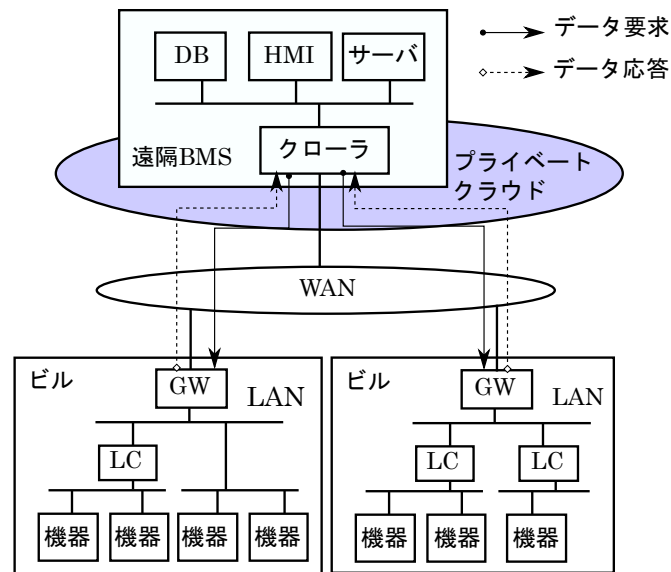 DB
HMI
サーバ
データ要求
データ応答
遠隔BMS
クローラ
プライベート
クラウド
WAN
ビル
GW
LAN
LC
機器
機器
機器
機器
ビル
GW
LAN
LC
LC
機器
機器
機器